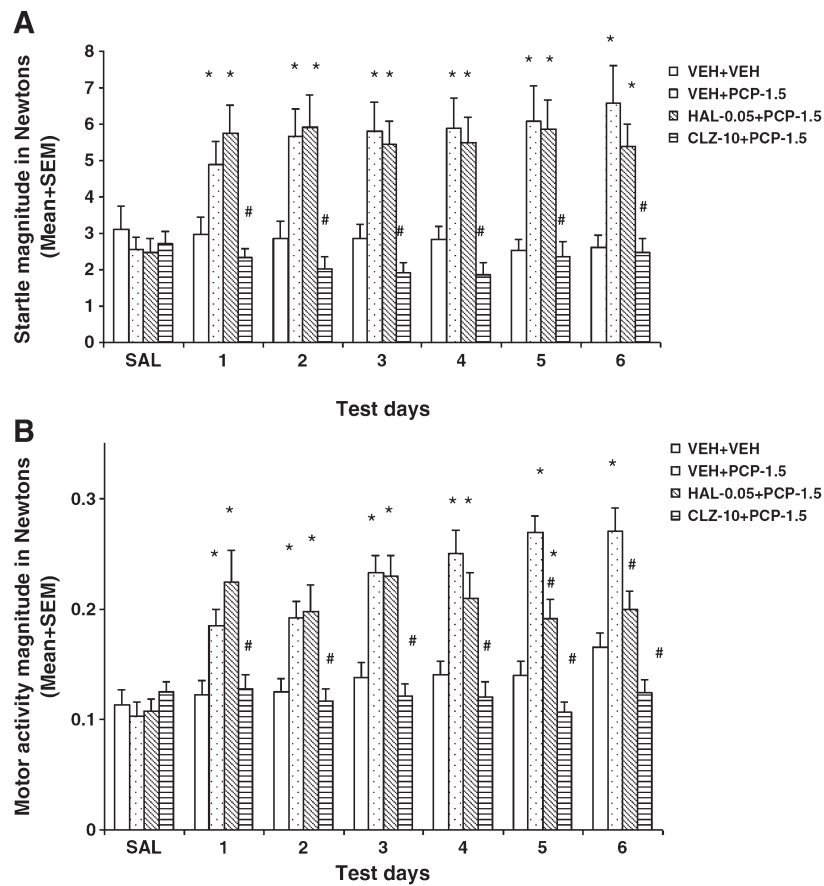 A
Startle magnitude in Newtons
(Mean+SEM)
8
7
6
5
4
3
2
1
0
* *
* *
* *
* *
* *
*
*
#
#
#
#
#
#
SAL 1 2 3 4 5 6
Test days
VEH+VEH
VEH+PCP-1.5
HAL-0.05+PCP-1.5
CLZ-10+PCP-1.5
B
Motor activity magnitude in Newtons
(Mean+SEM)
0.3
0.2
0.1
0
*
*
*
*
*
*
* *
*
*
#
*
#
#
#
#
#
#
#
SAL 1 2 3 4 5 6
Test days
VEH+VEH
VEH+PCP-1.5
HAL-0.05+PCP-1.5
CLZ-10+PCP-1.5